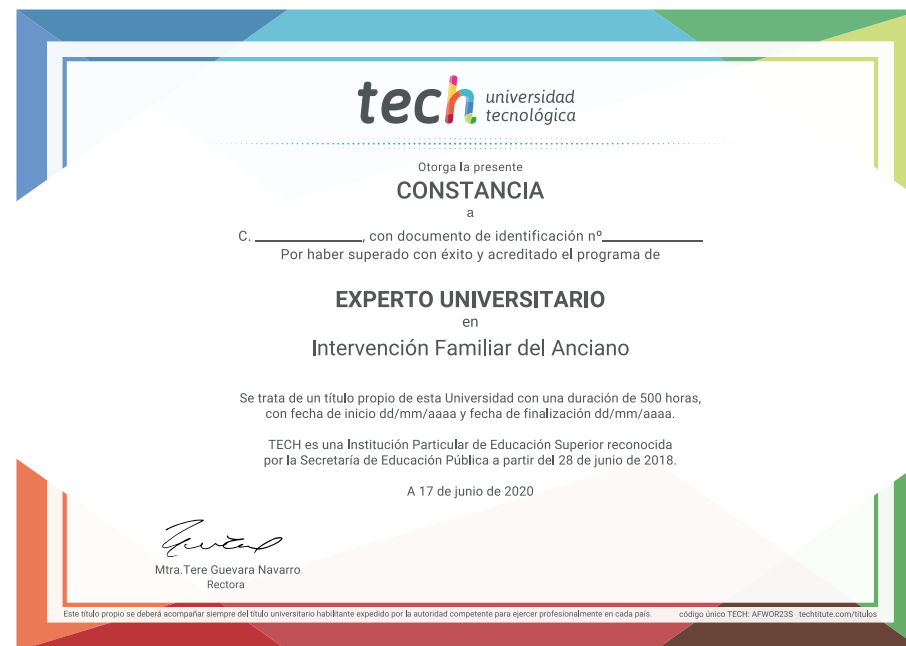 tech universidad
tecnológica
Otorga la presente
CONSTANCIA
a
C. ______________, con documento de identificación nº_____________
Por haber superado con éxito y acreditado el programa de
EXPERTO UNIVERSITARIO
en
Intervención Familiar del Anciano
Se trata de un título propio de esta Universidad con una duración de 500 horas,
con fecha de inicio dd/mm/aaaa y fecha de finalización dd/mm/aaaa.
TECH es una Institución Particular de Educación Superior reconocida
por la Secretaría de Educación Pública a partir del 28 de junio de 2018.
A 17 de junio de 2020
Mtra.Tere Guevara Navarro
Rectora
Este título propio se deberá acompañar siempre del título universitario habilitante expedido por la autoridad competente para ejercer profesionalmente en cada país. código único TECH: AFWOR23S techtitute.com/títulos